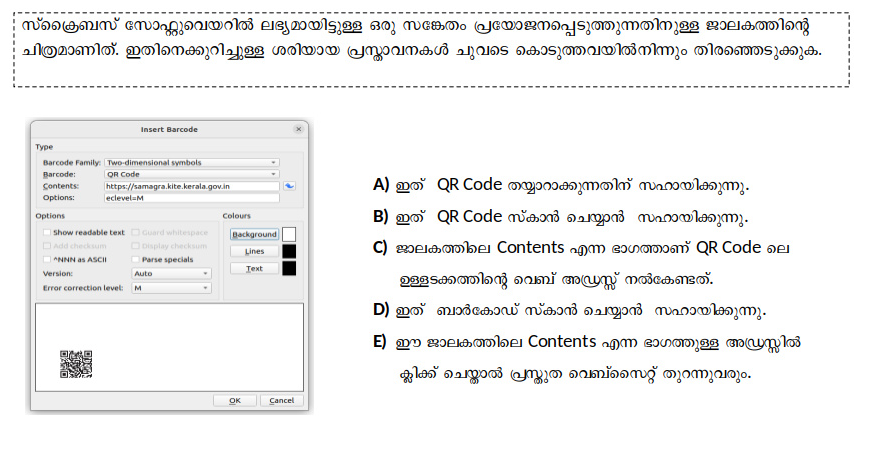 സ്ക്രൈബസ് സോഫ്റ്റുവെയറിൽ ലഭ്യമായിട്ടുള്ള ഒരു സങ്കേതം പ്രയോജനപ്പെടുത്തുന്നതിനുള്ള ജാലകത്തിന്റെ
ചിത്രമാണിത്. ഇതിനെക്കുറിച്ചുള്ള ശരിയായ പ്രസ്താവനകൾ ചുവടെ കൊടുത്തവയിൽനിന്നും തിരഞ്ഞെടുക്കുക.
Insert Barcode
Type
Barcode Family: Two-dimensional symbols
Barcode: QR Code
Contents: https://samagra.kite.kerala.gov.in
Options: eclevel=M
Options
Colours
Show readable text Guard whitespace
Background
Add checksum Display checksum
Lines
^NNN as ASCII Parse specials
Text
Version: Auto
Error correction level: M
OK Cancel
A) ഇത് QR Code തയ്യാറാക്കുന്നതിന് സഹായിക്കുന്നു.
B) ഇത് QR Code സ്കാൻ ചെയ്യാൻ സഹായിക്കുന്നു.
C) ജാലകത്തിലെ Contents എന്ന ഭാഗത്താണ് QR Code ലെ
ഉള്ളടക്കത്തിന്റെ വെബ് അഡ്രസ്സ് നൽകേണ്ടത്.
D) ഇത് ബാർകോഡ് സ്കാൻ ചെയ്യാൻ സഹായിക്കുന്നു.
E) ഈ ജാലകത്തിലെ Contents എന്ന ഭാഗത്തുള്ള അഡ്രസ്സിൽ
ക്ലിക്ക് ചെയ്താൽ പ്രസ്തുത വെബ്സൈറ്റ് തുറന്നുവരും.